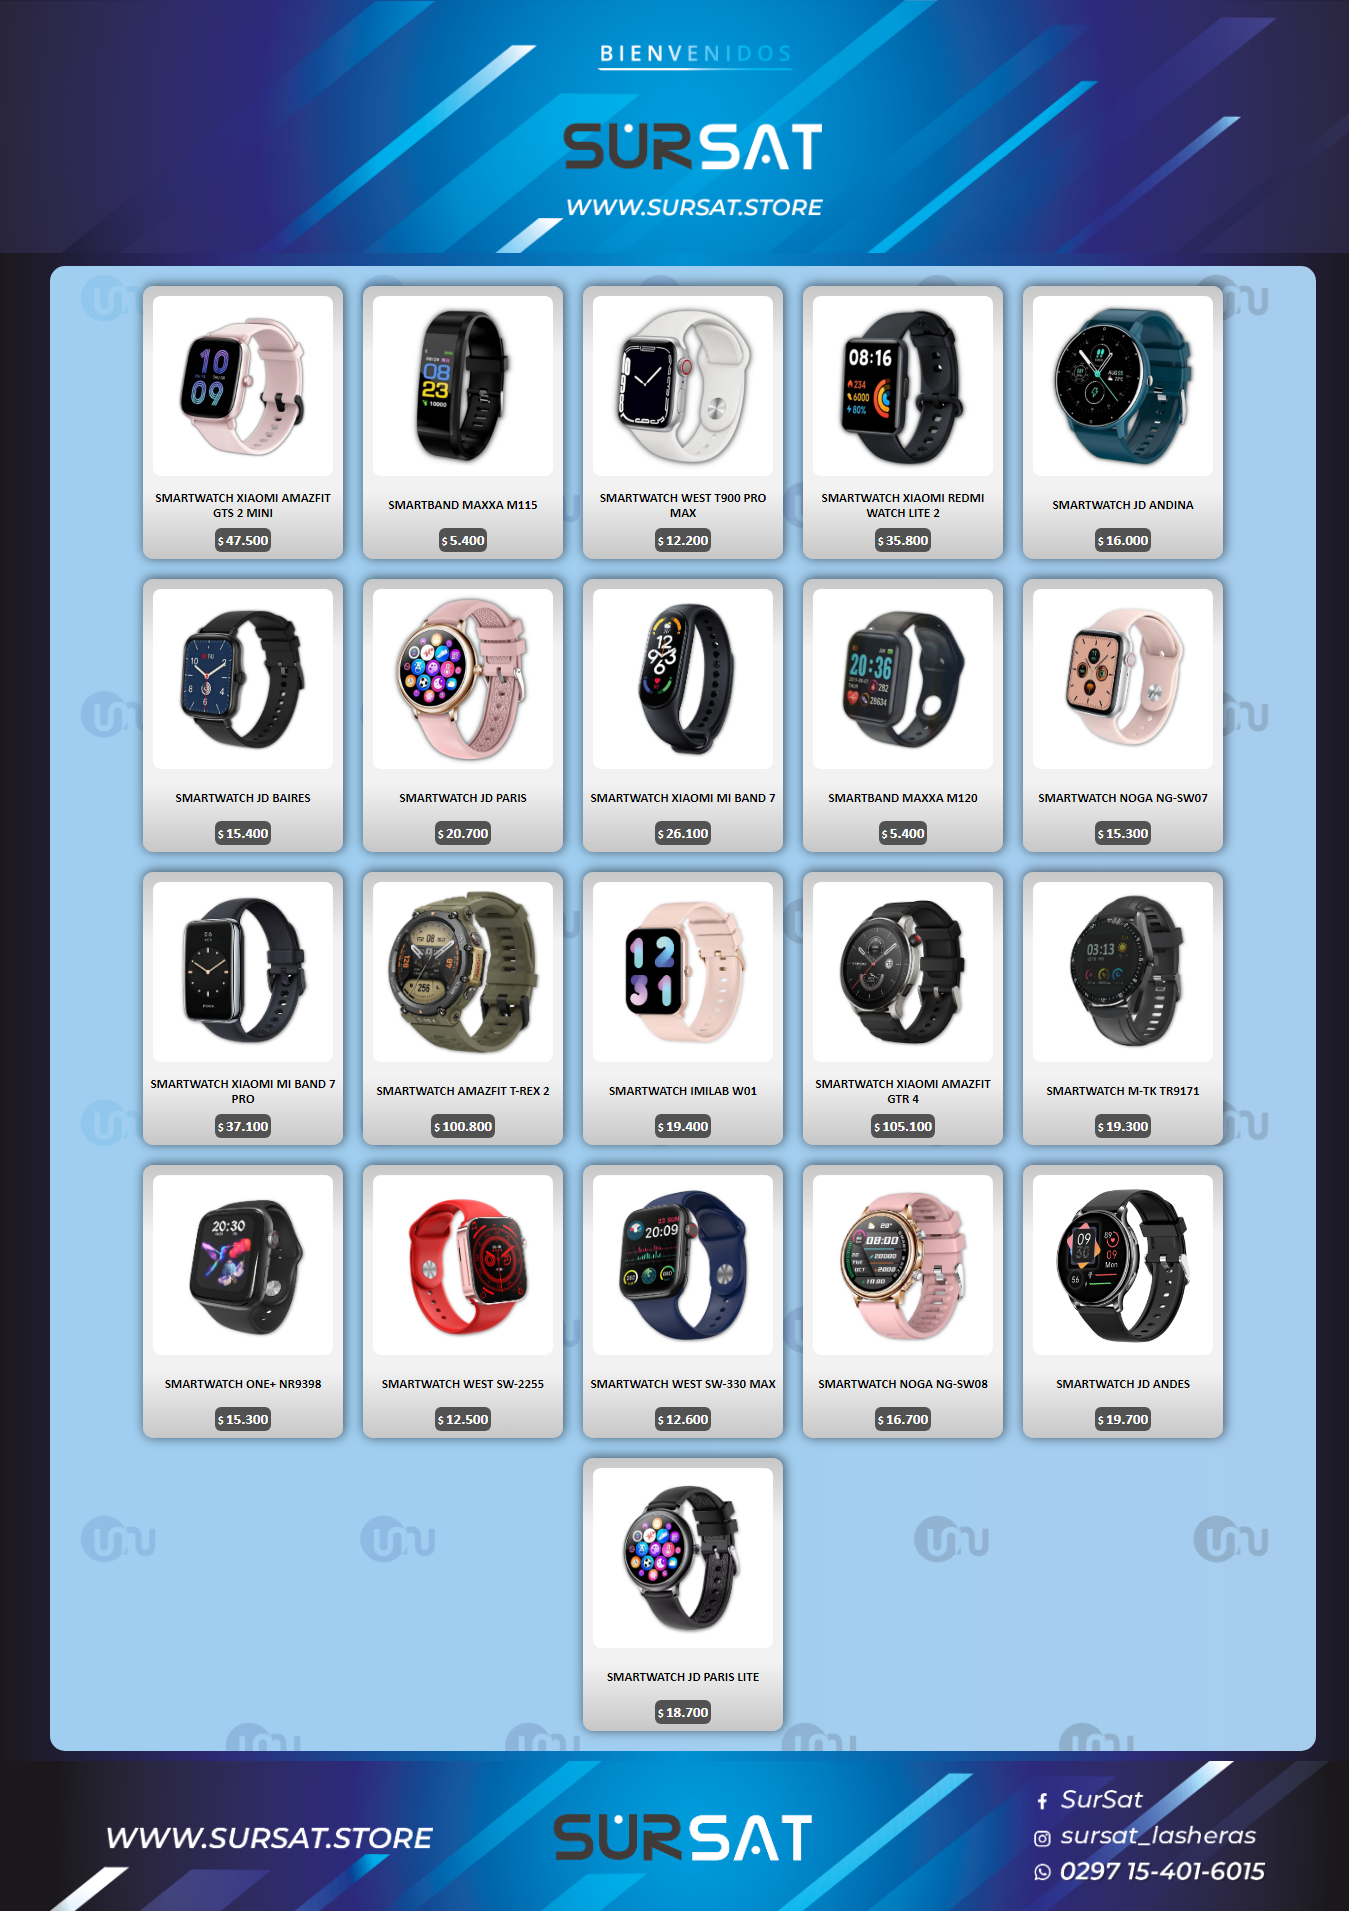 BIENVENIDOS
SURSAT
WWW.SURSAT.STORE
SMARTWATCH XIAOMI AMAZFIT
GTS 2 MINI
$ 47.500
SMARTBAND MAXXA M115
$ 5.400
SMARTWATCH WEST T900 PRO
MAX
$ 12.200
SMARTWATCH XIAOMI REDMI
WATCH LITE 2
$ 35.800
SMARTWATCH JD ANDINA
$ 16.000
SMARTWATCH JD BAIRES
$ 15.400
SMARTWATCH JD PARIS
$ 20.700
SMARTWATCH XIAOMI MI BAND 7
$ 26.100
SMARTBAND MAXXA M120
$ 5.400
SMARTWATCH NOGA NG-SW07
$ 15.300
SMARTWATCH XIAOMI MI BAND 7
PRO
$ 37.100
SMARTWATCH AMAZFIT T-REX 2
$ 100.800
SMARTWATCH IMILAB W01
$ 19.400
SMARTWATCH XIAOMI AMAZFIT
GTR 4
$ 105.100
SMARTWATCH M-TK TR9171
$ 19.300
SMARTWATCH ONE+ NR9398
$ 15.300
SMARTWATCH WEST SW-2255
$ 12.500
SMARTWATCH WEST SW-330 MAX
$ 12.600
SMARTWATCH NOGA NG-SW08
$ 16.700
SMARTWATCH JD ANDES
$ 19.700
SMARTWATCH JD PARIS LITE
$ 18.700
WWW.SURSAT.STORE
SURSAT
SurSat
sursat_lasheras
0297 15-401-6015